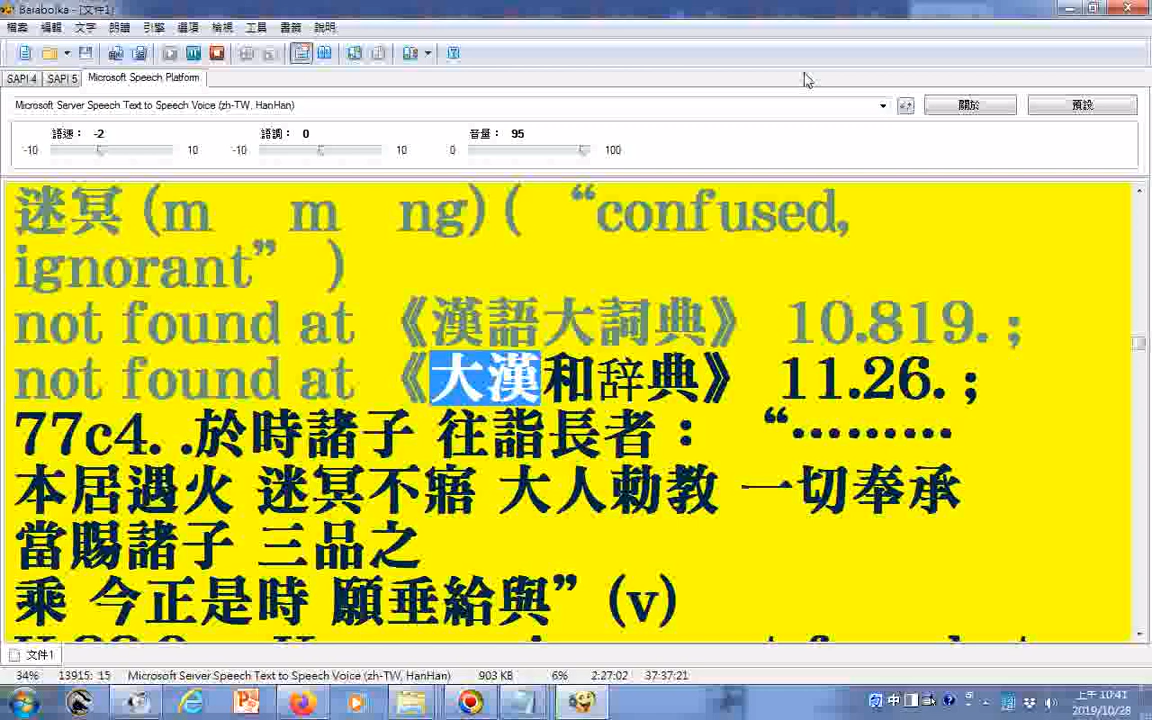 Balabolka - [文件1]
檔案 編輯 文字 朗讀 引擎 選項 檢視 工具 書籤 說明
SAPI 4 SAPI 5 Microsoft Speech Platform
Microsoft Server Speech Text to Speech Voice (zh-TW, HanHan) 關於 預設
語速： -2 語調： 0 音量： 95
-10 10 -10 10 0 100
迷冥 (m m ng) ( “confused,
ignorant” )
not found at 《漢語大詞典》 10.819. ;
not found at 《大漢和辞典》 11.26. ;
77c4. .於時諸子 往詣長者： “•••••••••
本居遇火 迷冥不寤 大人勅教 一切奉承
當賜諸子 三品之
乘 今正是時 願垂給與” (v)
文件1
34% 13915: 15 Microsoft Server Speech Text to Speech Voice (zh-TW, HanHan) 903 KB 6% 2:27:02 37:37:21
中
上午 10:41
2019/10/28